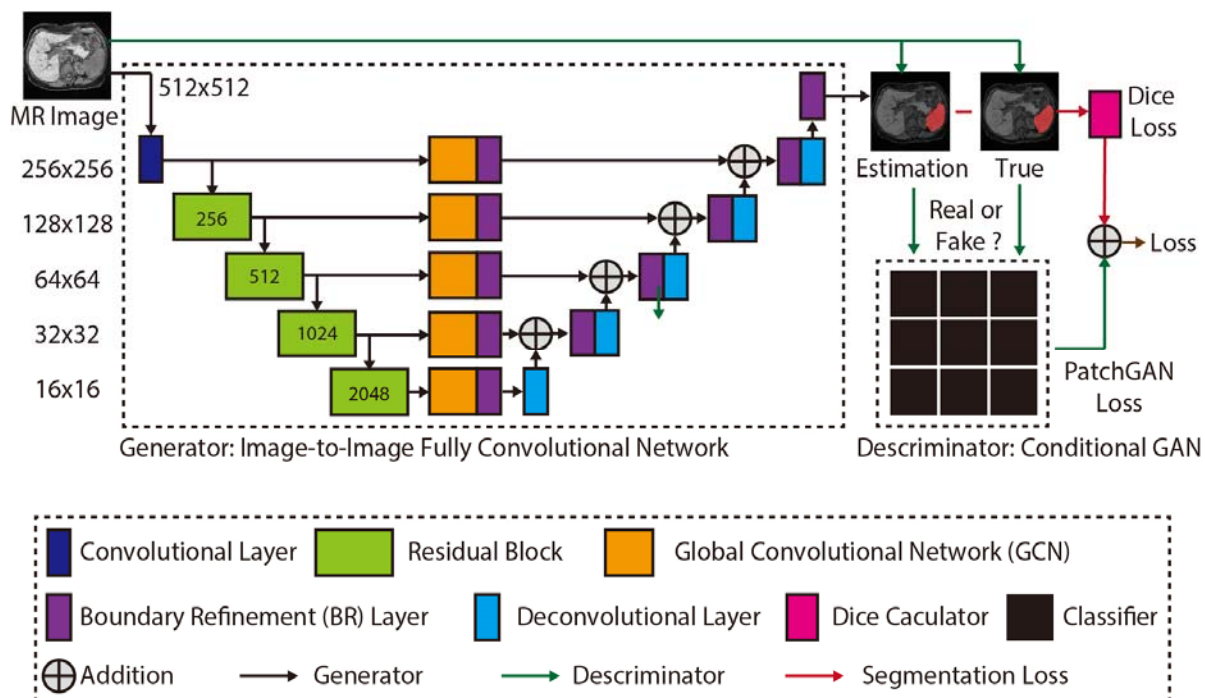 512x512
MR Image
Dice
Loss
256x256
Estimation
True
256
128x128
Real or
Fake ?
Loss
512
64x64
1024
32x32
2048
16x16
PatchGAN
Loss
Generator: Image-to-Image Fully Convolutional Network
Descriminator: Conditional GAN
Convolutional Layer
Residual Block
Global Convolutional Network (GCN)
Boundary Refinement (BR) Layer
Deconvolutional Layer
Dice Caculator
Classifier
Addition
Generator
Descriminator
Segmentation Loss